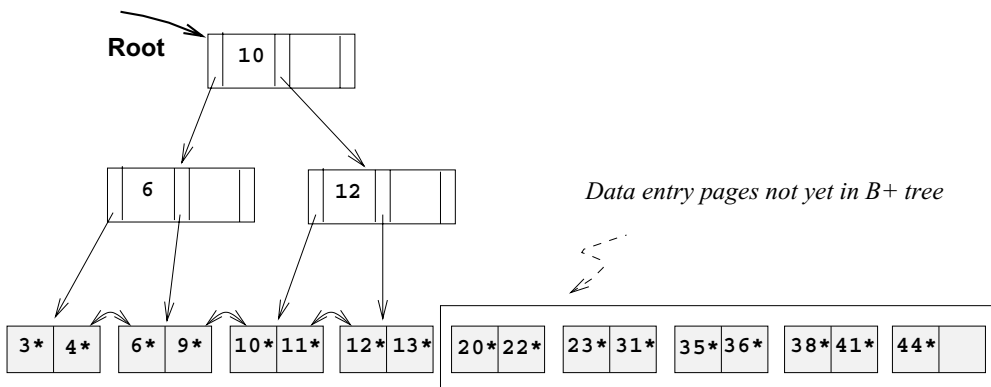 Root
10
6
12
Data entry pages not yet in B+ tree
3* 4* 6* 9* 10* 11* 12* 13* 20* 22* 23* 31* 35* 36* 38* 41* 44*